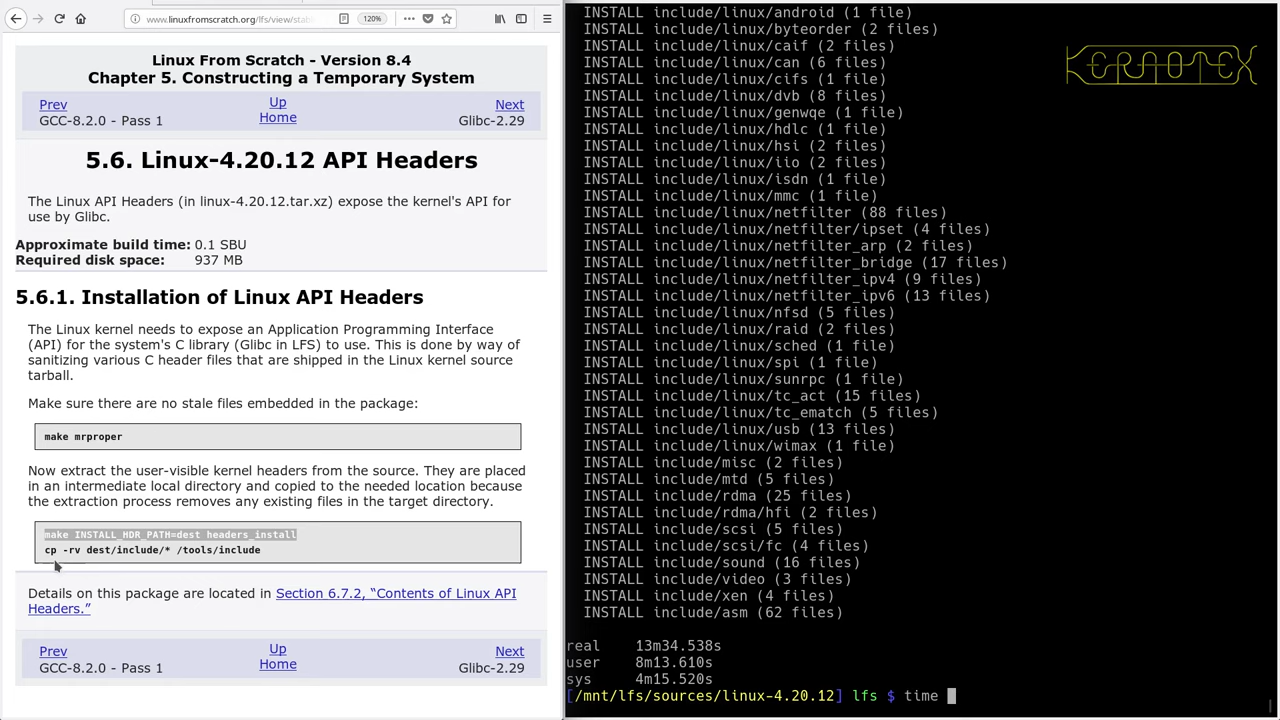 www.linuxfromscratch.org/lfs/view/stab
120%
Linux From Scratch - Version 8.4
Chapter 5. Constructing a Temporary System
Prev
Up
Next
GCC-8.2.0 - Pass 1
Home
Glibc-2.29
5.6. Linux-4.20.12 API Headers
The Linux API Headers (in linux-4.20.12.tar.xz) expose the kernel's API for
use by Glibc.
Approximate build time: 0.1 SBU
Required disk space: 937 MB
5.6.1. Installation of Linux API Headers
The Linux kernel needs to expose an Application Programming Interface
(API) for the system's C library (Glibc in LFS) to use. This is done by way of
sanitizing various C header files that are shipped in the Linux kernel source
tarball.
Make sure there are no stale files embedded in the package:
make mrproper
Now extract the user-visible kernel headers from the source. They are placed
in an intermediate local directory and copied to the needed location because
the extraction process removes any existing files in the target directory.
make INSTALL_HDR_PATH=dest headers_install
cp -rv dest/include/* /tools/include
Details on this package are located in Section 6.7.2, “Contents of Linux API
Headers.”
Prev
Up
Next
GCC-8.2.0 - Pass 1
Home
Glibc-2.29
INSTALL include/linux/android (1 file)
INSTALL include/linux/byteorder (2 files)
INSTALL include/linux/caif (2 files)
INSTALL include/linux/can (6 files)
INSTALL include/linux/cifs (1 file)
INSTALL include/linux/dvb (8 files)
INSTALL include/linux/genwqe (1 file)
INSTALL include/linux/hdlc (1 file)
INSTALL include/linux/hsi (2 files)
INSTALL include/linux/iio (2 files)
INSTALL include/linux/isdn (1 file)
INSTALL include/linux/mmc (1 file)
INSTALL include/linux/netfilter (88 files)
INSTALL include/linux/netfilter/ipset (4 files)
INSTALL include/linux/netfilter_arp (2 files)
INSTALL include/linux/netfilter_bridge (17 files)
INSTALL include/linux/netfilter_ipv4 (9 files)
INSTALL include/linux/netfilter_ipv6 (13 files)
INSTALL include/linux/nfsd (5 files)
INSTALL include/linux/raid (2 files)
INSTALL include/linux/sched (1 file)
INSTALL include/linux/spi (1 file)
INSTALL include/linux/sunrpc (1 file)
INSTALL include/linux/tc_act (15 files)
INSTALL include/linux/tc_ematch (5 files)
INSTALL include/linux/usb (13 files)
INSTALL include/linux/wimax (1 file)
INSTALL include/misc (2 files)
INSTALL include/mtd (5 files)
INSTALL include/rdma (25 files)
INSTALL include/rdma/hfi (2 files)
INSTALL include/scsi (5 files)
INSTALL include/scsi/fc (4 files)
INSTALL include/sound (16 files)
INSTALL include/video (3 files)
INSTALL include/xen (4 files)
INSTALL include/asm (62 files)
real 13m34.538s
user 8m13.610s
sys 4m15.520s
[/mnt/lfs/sources/linux-4.20.12] lfs $ time
KERNOTEX